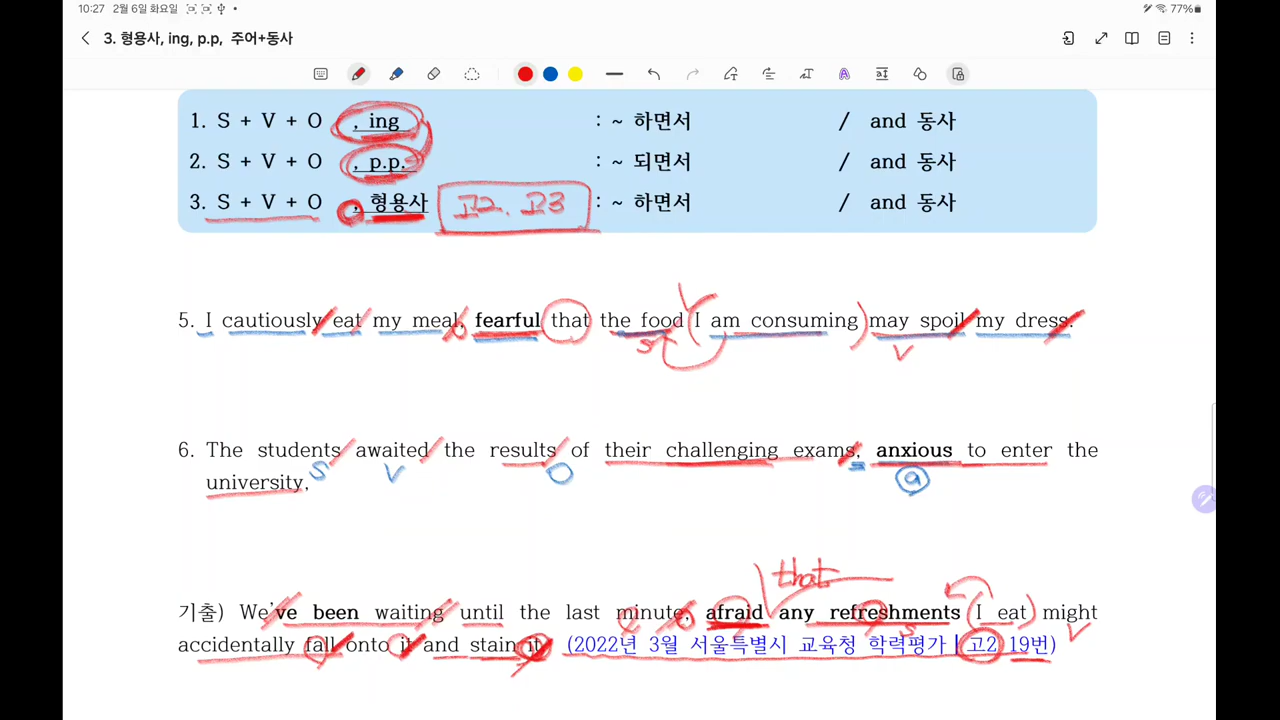 10:27 2월 6일 화요일
77%
3. 형용사, ing, p.p, 주어+동사
1. S + V + O , ing : ~ 하면서 / and 동사
2. S + V + O , p.p. : ~ 되면서 / and 동사
3. S + V + O , 형용사 고2. 고3 : ~ 하면서 / and 동사
5. I cautiously eat my meal, fearful that the food I am consuming may spoil my dress.
S V
6. The students awaited the results of their challenging exams, anxious to enter the
S V O a
university,
that
기출) We've been waiting until the last minute, afraid any refreshments (I eat) might
S V
accidentally fall onto it and stain it. (2022년 3월 서울특별시 교육청 학력평가 | 고2 19번)